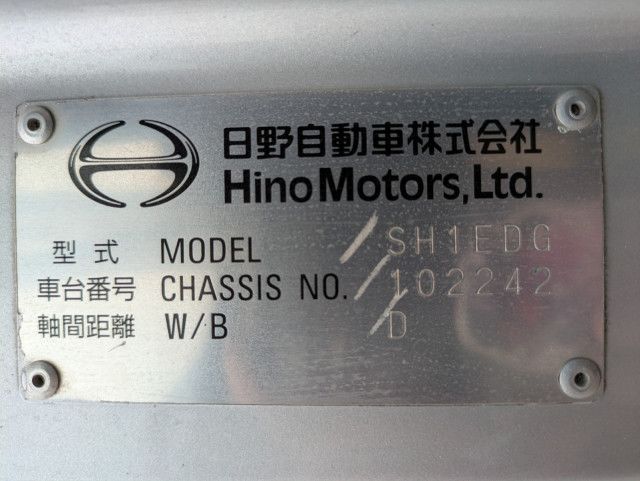 日野自動車株式会社
Hino Motors, Ltd.
型式 MODEL SH1EDG
車台番号 CHASSIS NO. 102242
軸間距離 W/B D